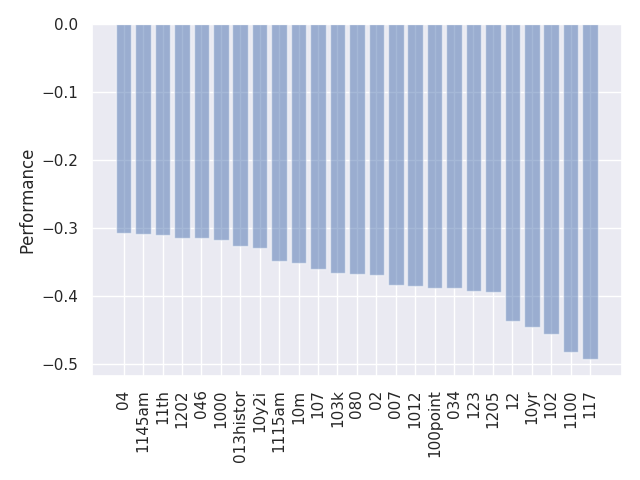 0.0
−0.1
−0.2
−0.3
−0.4
−0.5
Performance
04
1145am
11th
1202
046
1000
013histor
10y2i
1115am
10m
107
103k
080
02
007
1012
100point
034
123
1205
12
10yr
102
1100
117